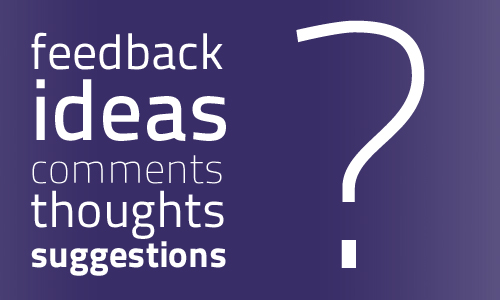 feedback
ideas
comments
thoughts
suggestions
?